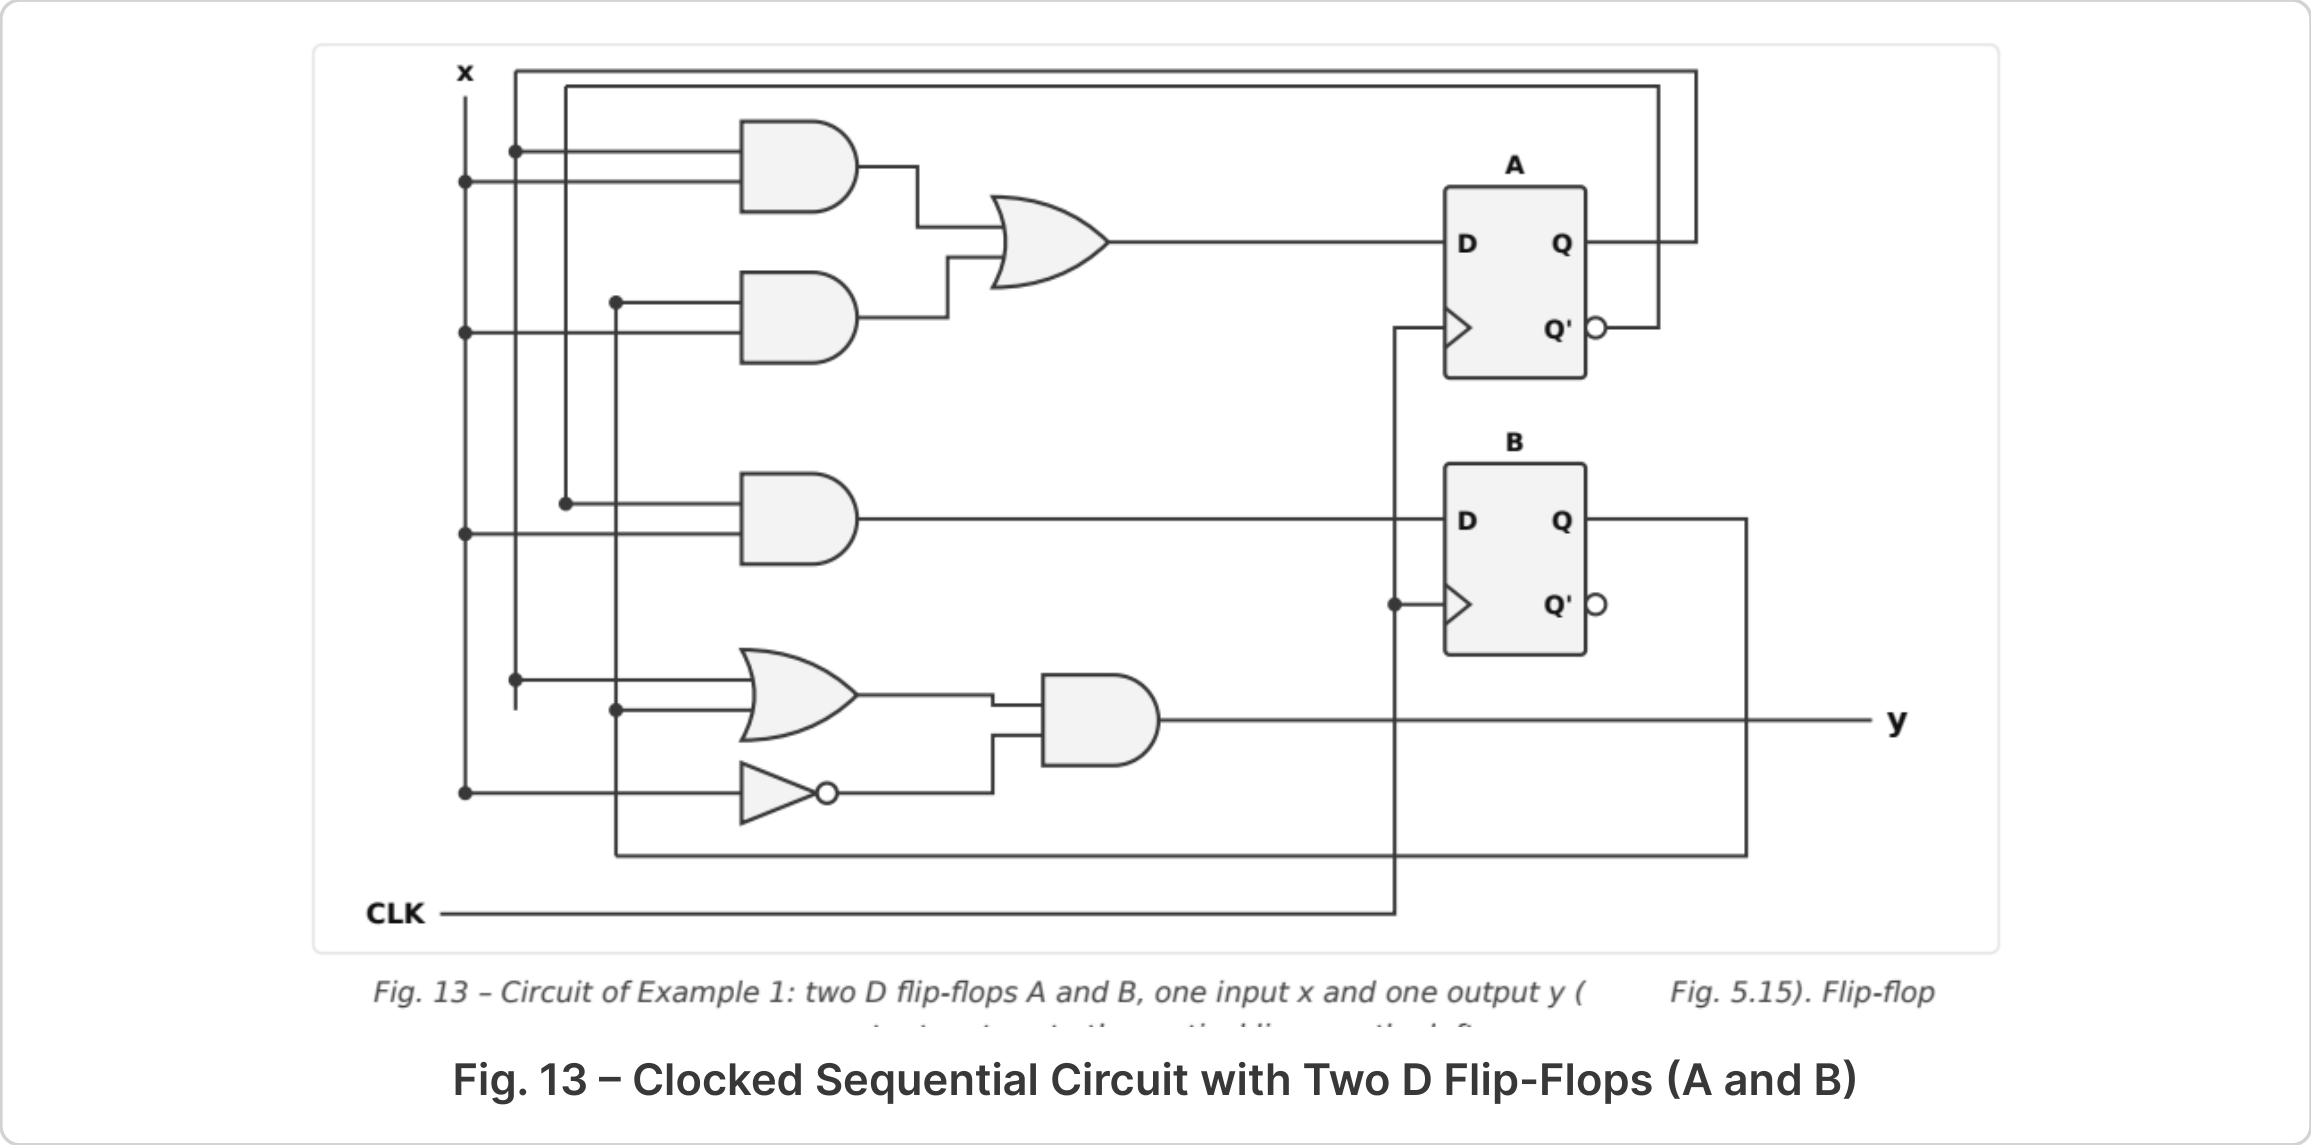 x
A
D Q
Q'
B
D Q
Q'
y
CLK
Fig. 13 – Circuit of Example 1: two D flip-flops A and B, one input x and one output y ( Fig. 5.15). Flip-flop
Fig. 13 – Clocked Sequential Circuit with Two D Flip-Flops (A and B)